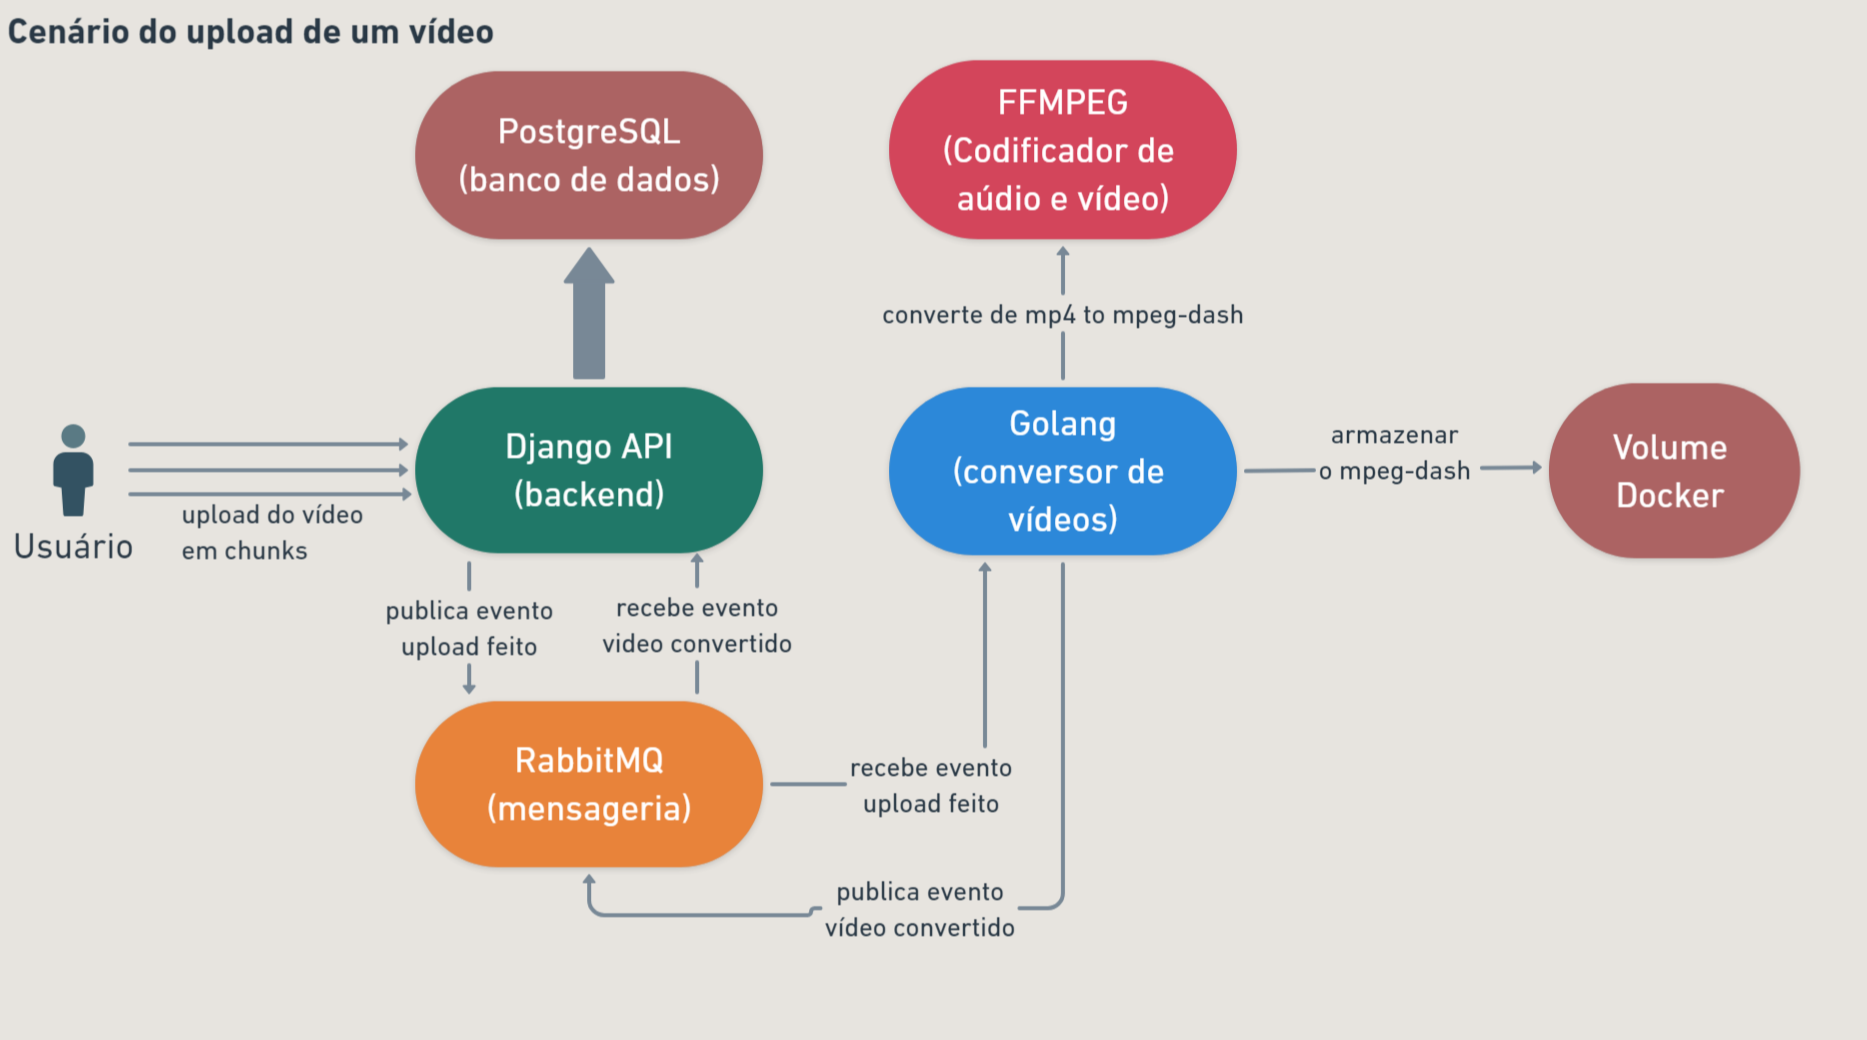 Cenário do upload de um vídeo
PostgreSQL
(banco de dados)
FFMPEG
(Codificador de
aúdio e vídeo)
converte de mp4 to mpeg-dash
Usuário
upload do vídeo
em chunks
Django API
(backend)
Golang
(conversor de
vídeos)
armazenar
o mpeg-dash
Volume
Docker
publica evento
upload feito
recebe evento
video convertido
RabbitMQ
(mensageria)
recebe evento
upload feito
publica evento
vídeo convertido